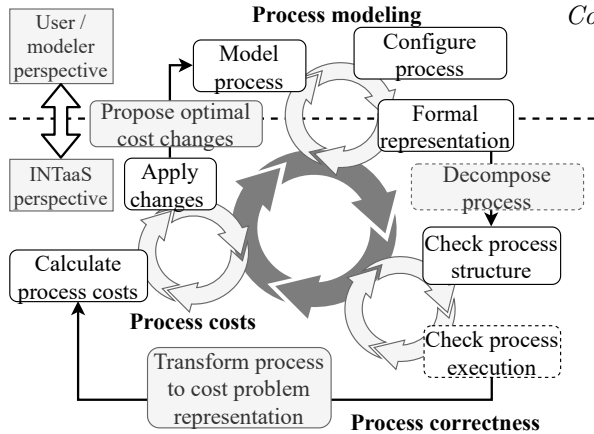 Process modeling
Co
User /
modeler
perspective
Model
process
Configure
process
Propose optimal
cost changes
Formal
representation
INTaaS
perspective
Apply
changes
Decompose
process
Check process
structure
Calculate
process costs
Process costs
Check process
execution
Transform process
to cost problem
representation
Process correctness